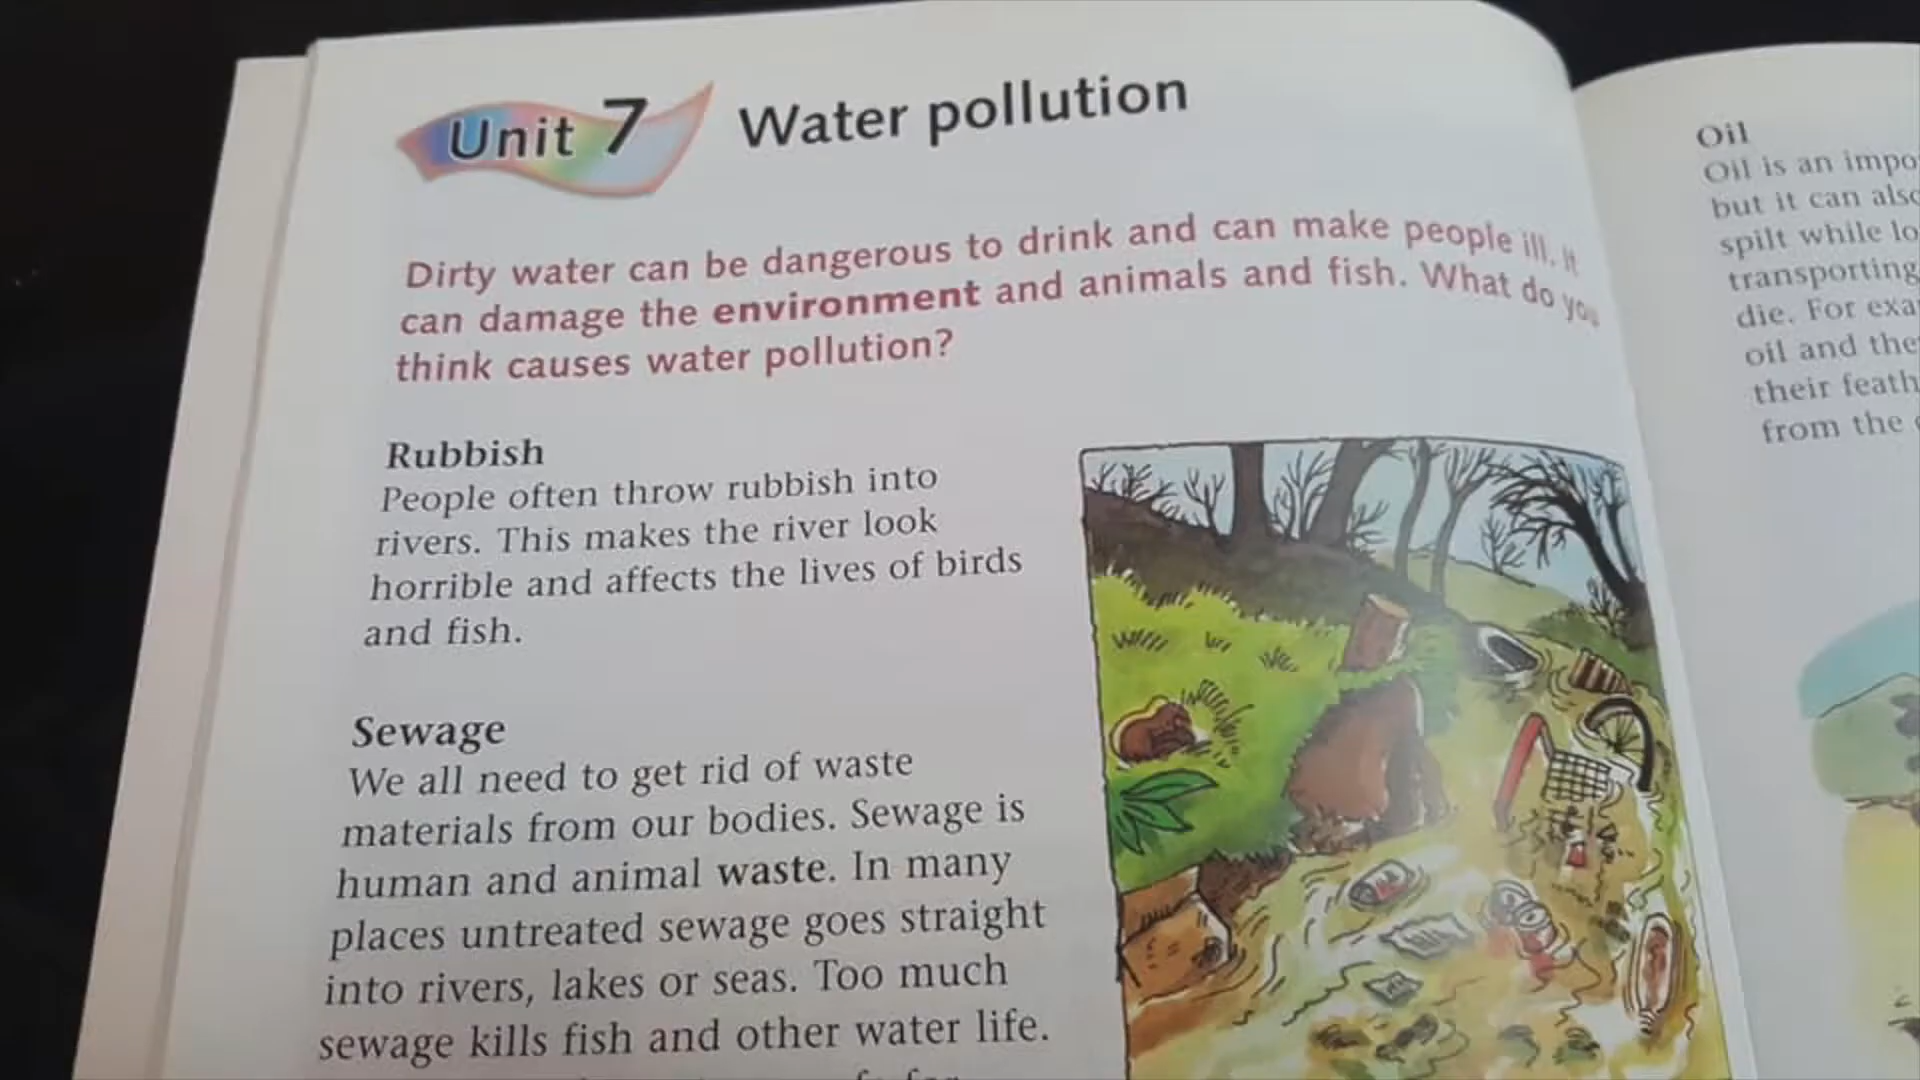 Unit 7 Water pollution
Dirty water can be dangerous to drink and can make people ill. It
can damage the environment and animals and fish. What do you
think causes water pollution?
Rubbish
People often throw rubbish into
rivers. This makes the river look
horrible and affects the lives of birds
and fish.
Sewage
We all need to get rid of waste
materials from our bodies. Sewage is
human and animal waste. In many
places untreated sewage goes straight
into rivers, lakes or seas. Too much
sewage kills fish and other water life.
Oil
Oil is an
but it can
spilt while
transporting
die. For
oil and
their
from the